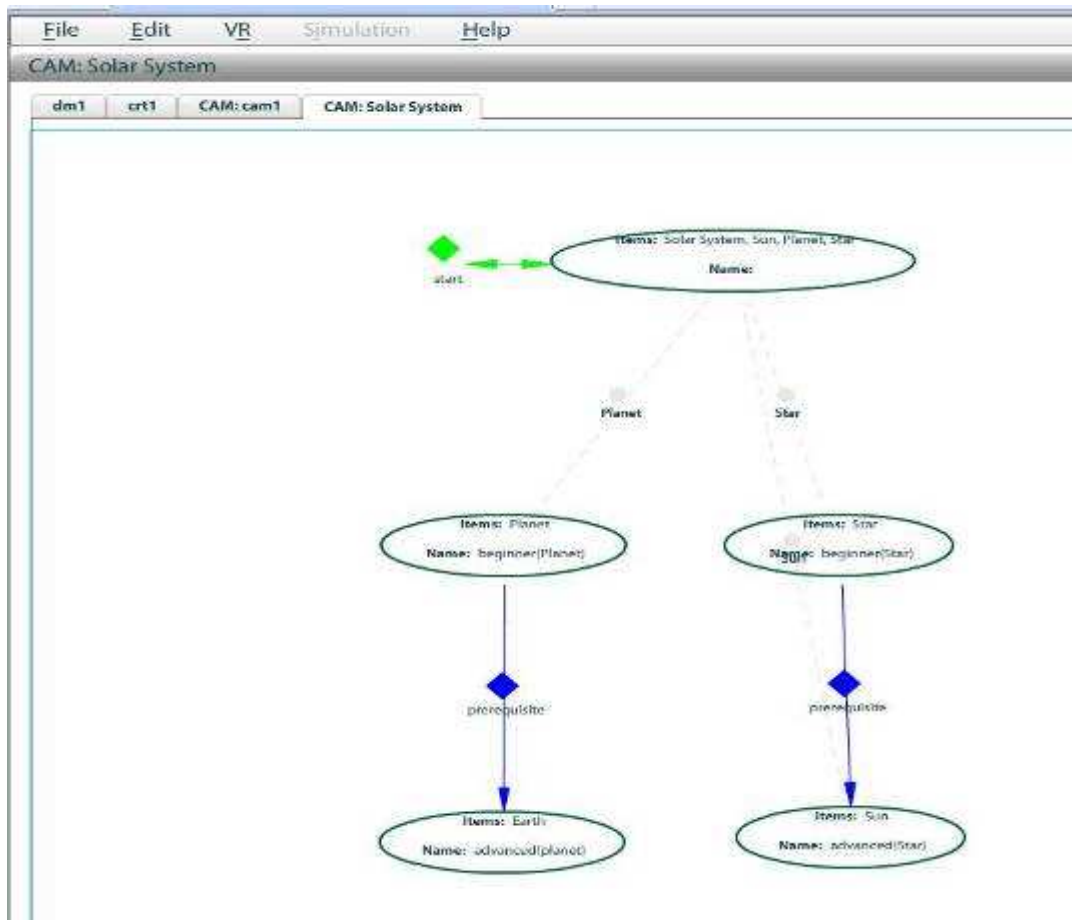 File Edit VR Simulation Help
CAM: Solar System
dm1 crt1 CAM: cam1 CAM: Solar System
Items: Solar System, Sun, Planet, Star
Name:
start
Planet Star
Items: Planet
Name: beginner(Planet)
Items: Star
Name: beginner(Star)
Sun
prerequisite prerequisite
Items: Earth
Name: advanced(planet)
Items: Sun
Name: advanced(Star)